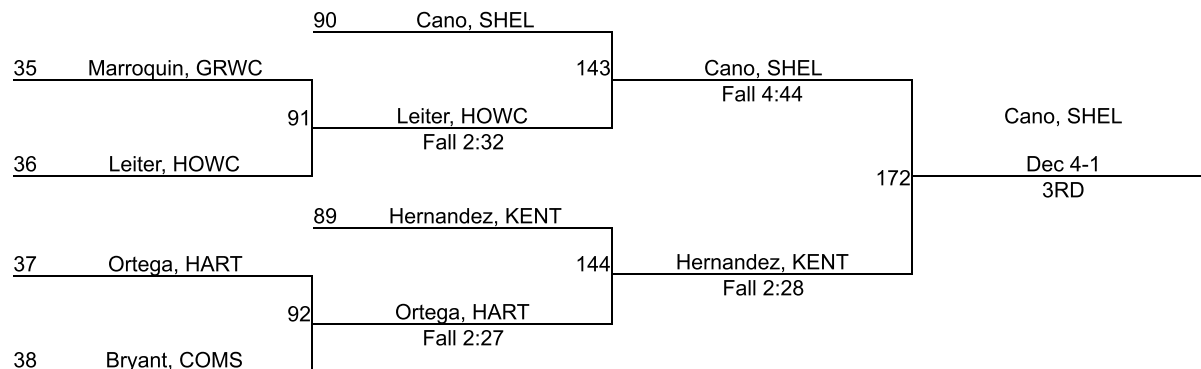 90 Cano, SHEL
35 Marroquin, GRWC
143 Cano, SHEL
Fall 4:44
91 Leiter, HOWC
Fall 2:32
Cano, SHEL
36 Leiter, HOWC
Dec 4-1
172
3RD
89 Hernandez, KENT
37 Ortega, HART
144 Hernandez, KENT
Fall 2:28
92 Ortega, HART
Fall 2:27
38 Bryant, COMS